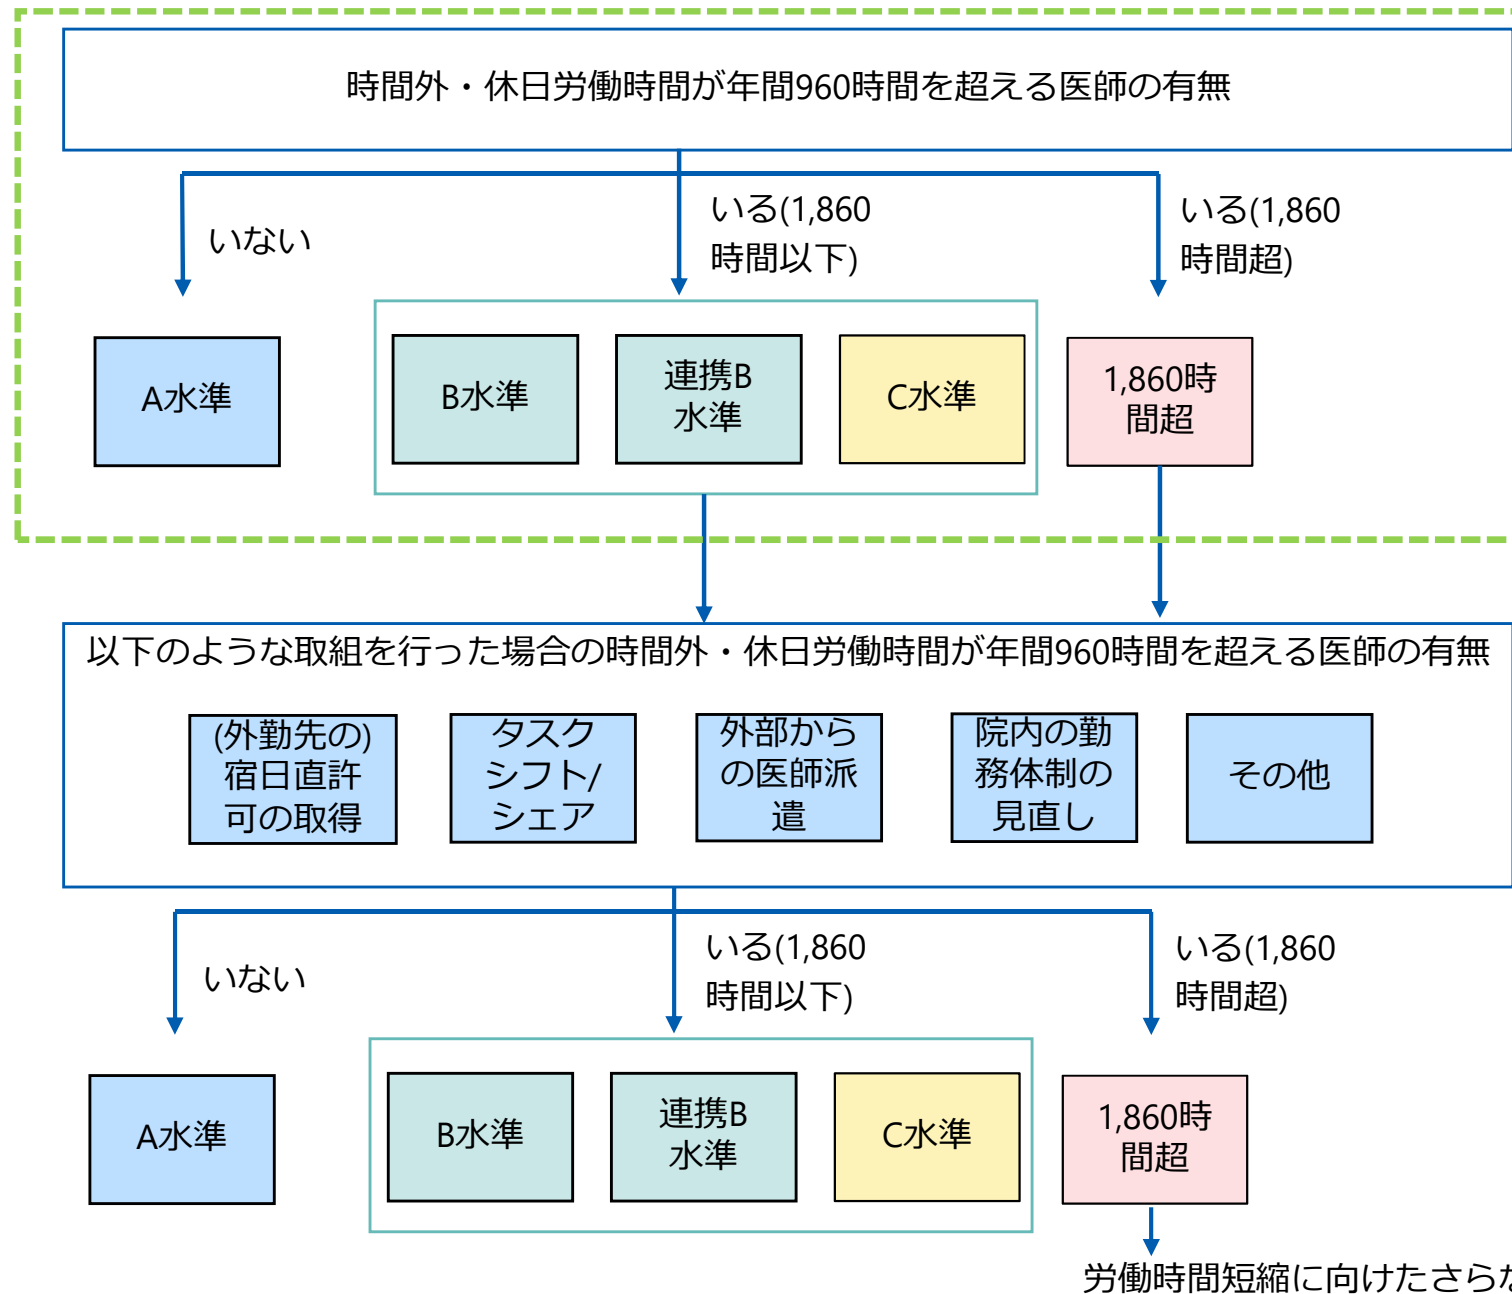 時間外・休日労働時間が年間960時間を超える医師の有無
いない
いる(1,860
時間以下)
いる(1,860
時間超)
A水準
B水準
連携B
水準
C水準
1,860時
間超
以下のような取組を行った場合の時間外・休日労働時間が年間960時間を超える医師の有無
(外勤先の)
宿日直許
可の取得
タスク
シフト/
シェア
外部から
の医師派
遣
院内の勤
務体制の
見直し
その他
いない
いる(1,860
時間以下)
いる(1,860
時間超)
A水準
B水準
連携B
水準
C水準
1,860時
間超
労働時間短縮に向けたさらな